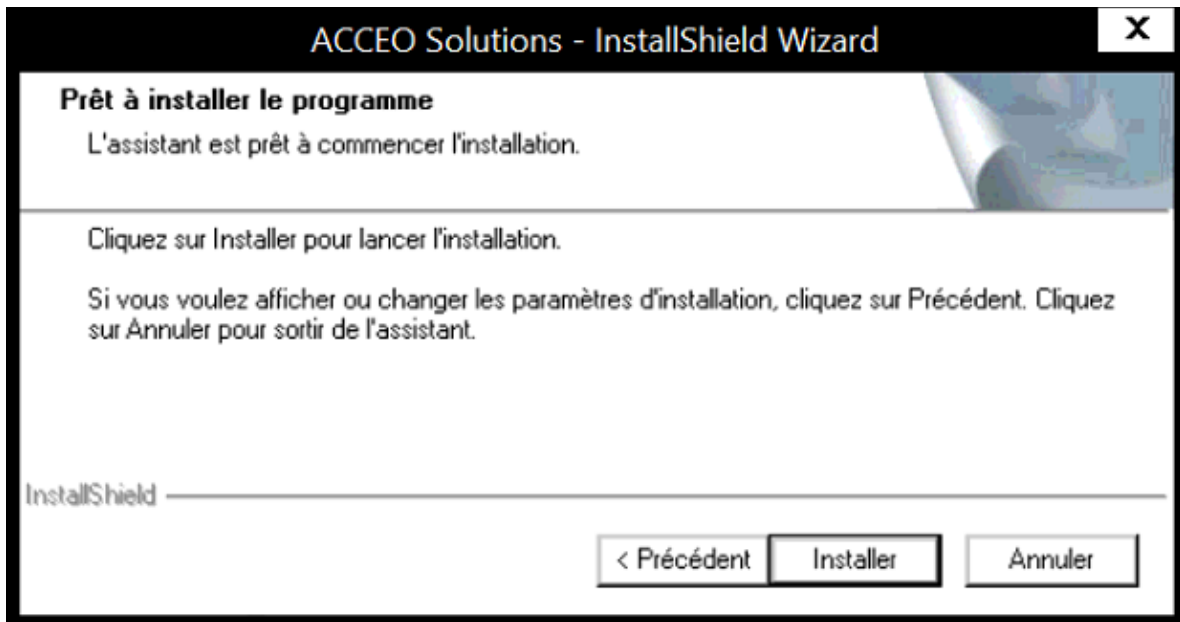 ACCEO Solutions - InstallShield Wizard
X
Prêt à installer le programme
L'assistant est prêt à commencer l'installation.
Cliquez sur Installer pour lancer l'installation.
Si vous voulez afficher ou changer les paramètres d'installation, cliquez sur Précédent. Cliquez
sur Annuler pour sortir de l'assistant.
InstallShield
< Précédent Installer Annuler